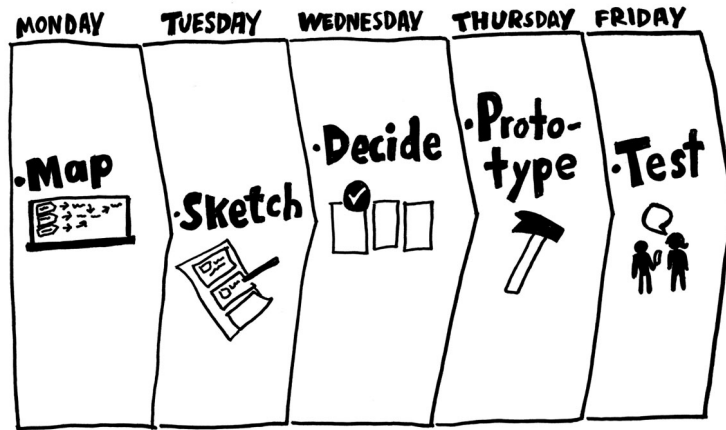 MONDAY
TUESDAY
WEDNESDAY
THURSDAY
FRIDAY
·Map
·Sketch
·Decide
·Proto-
type
·Test